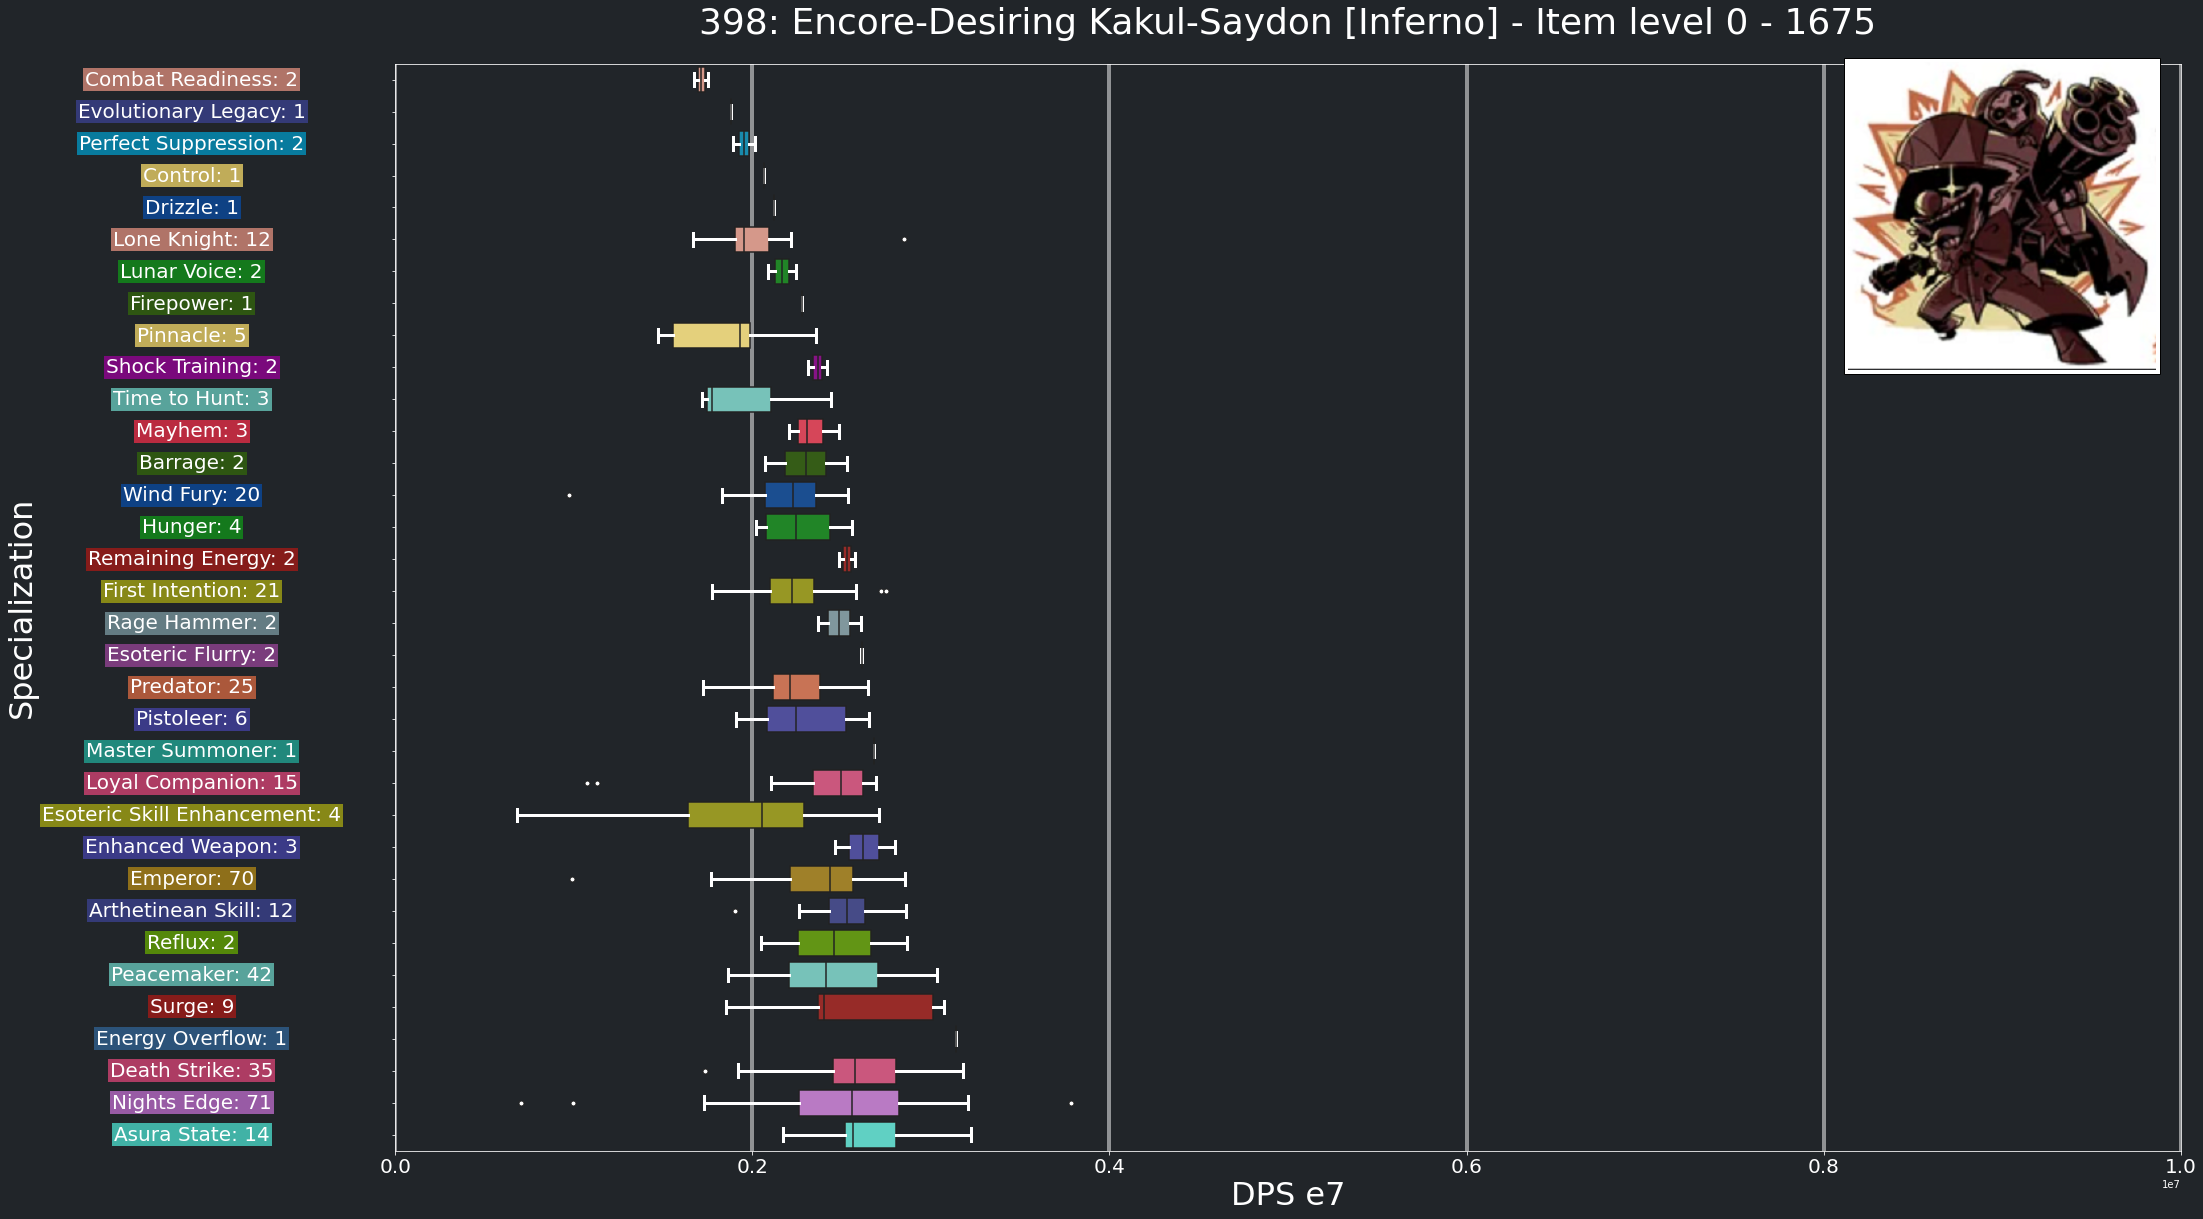 398: Encore-Desiring Kakul-Saydon [Inferno] - Item level 0 - 1675
Specialization
Combat Readiness: 2
Evolutionary Legacy: 1
Perfect Suppression: 2
Control: 1
Drizzle: 1
Lone Knight: 12
Lunar Voice: 2
Firepower: 1
Pinnacle: 5
Shock Training: 2
Time to Hunt: 3
Mayhem: 3
Barrage: 2
Wind Fury: 20
Hunger: 4
Remaining Energy: 2
First Intention: 21
Rage Hammer: 2
Esoteric Flurry: 2
Predator: 25
Pistoleer: 6
Master Summoner: 1
Loyal Companion: 15
Esoteric Skill Enhancement: 4
Enhanced Weapon: 3
Emperor: 70
Arthetinean Skill: 12
Reflux: 2
Peacemaker: 42
Surge: 9
Energy Overflow: 1
Death Strike: 35
Nights Edge: 71
Asura State: 14
0.0 0.2 0.4 0.6 0.8 1.0
1e7
DPS e7